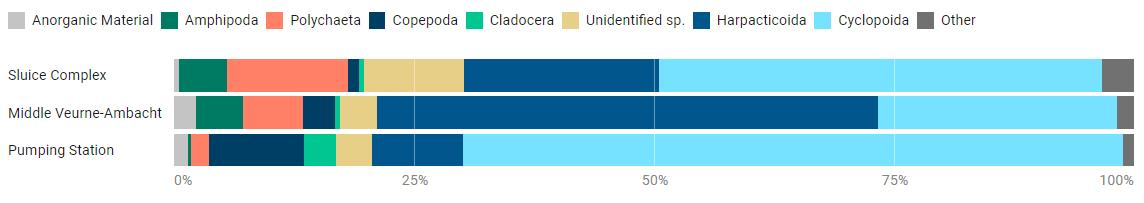 Anorganic Material Amphipoda Polychaeta Copepoda Cladocera Unidentified sp. Harpacticoida Cyclopoida Other
Sluice Complex
Middle Veurne-Ambacht
Pumping Station
0% 25% 50% 75% 100%